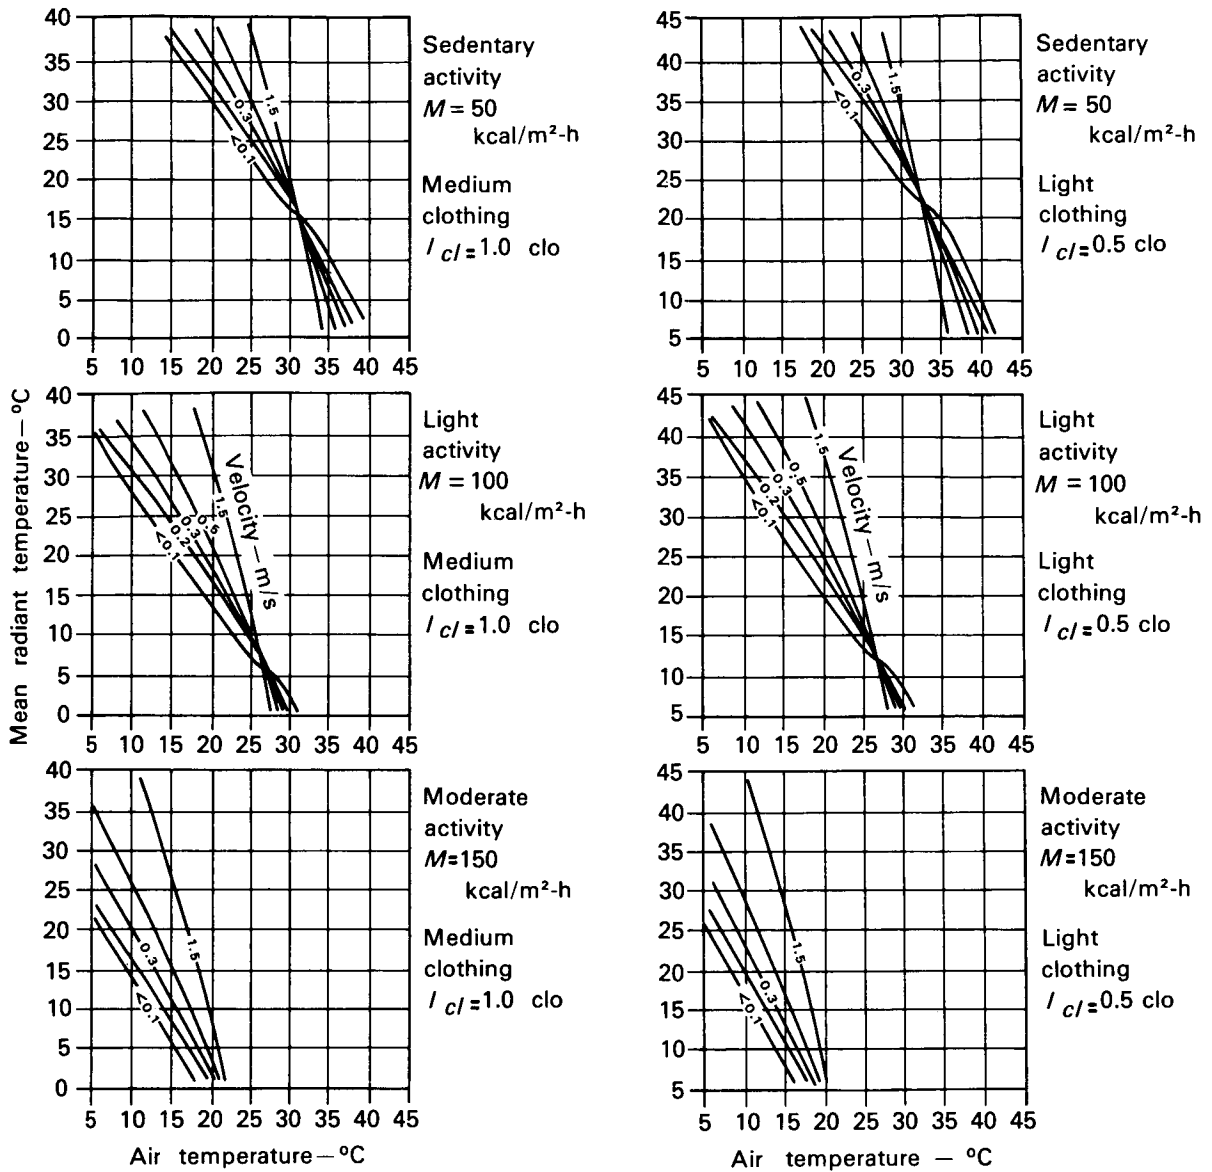 40
35
30
25
20
15
10
5
0
5 10 15 20 25 30 35 40 45
1.5
0.3
<0.1
Sedentary
activity
M = 50
kcal/m²-h
Medium
clothing
I cl = 1.0 clo
45
40
35
30
25
20
15
10
5
5 10 15 20 25 30 35 40 45
1.5
0.3
<0.1
Sedentary
activity
M = 50
kcal/m²-h
Light
clothing
I cl = 0.5 clo
Mean radiant temperature — ºC
40
35
30
25
20
15
10
5
0
5 10 15 20 25 30 35 40 45
Velocity — m/s
1.5
0.5
0.3
0.2
<0.1
Light
activity
M = 100
kcal/m²-h
Medium
clothing
I cl = 1.0 clo
45
40
35
30
25
20
15
10
5
5 10 15 20 25 30 35 40 45
Velocity — m/s
1.5
0.5
0.3
0.2
<0.1
Light
activity
M = 100
kcal/m²-h
Light
clothing
I cl = 0.5 clo
40
35
30
25
20
15
10
5
0
5 10 15 20 25 30 35 40 45
1.5
0.3
<0.1
Moderate
activity
M = 150
kcal/m²-h
Medium
clothing
I cl = 1.0 clo
Air temperature — ºC
45
40
35
30
25
20
15
10
5
5 10 15 20 25 30 35 40 45
1.5
0.3
<0.1
Moderate
activity
M = 150
kcal/m²-h
Light
clothing
I cl = 0.5 clo
Air temperature — ºC